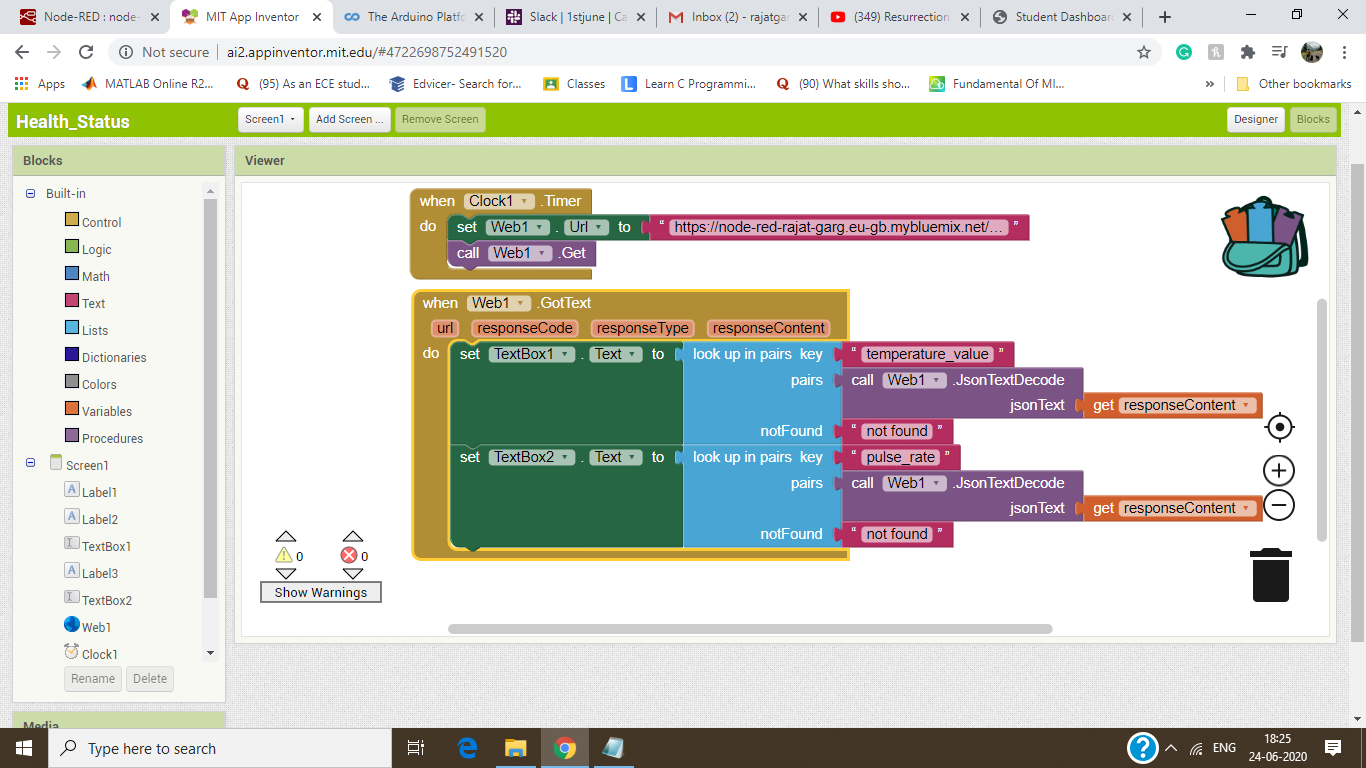 Node-RED : node-
MIT App Inventor
The Arduino Platfo
Slack | 1stjune | Ca
Inbox (2) - rajatgar
(349) Resurrection
Student Dashboard
Not secure | ai2.appinventor.mit.edu/#4722698752491520
Apps
MATLAB Online R2...
(95) As an ECE stud...
Edvicer- Search for...
Classes
Learn C Programmi...
(90) What skills sho...
Fundamental Of MI...
»
Other bookmarks
Health_Status
Screen1
Add Screen ...
Remove Screen
Designer
Blocks
Blocks
Built-in
Control
Logic
Math
Text
Lists
Dictionaries
Colors
Variables
Procedures
Screen1
Label1
Label2
TextBox1
Label3
TextBox2
Web1
Clock1
Rename
Delete
Media
Viewer
when Clock1 .Timer
do set Web1 . Url to “ https://node-red-rajat-garg.eu-gb.mybluemix.net/... ”
call Web1 .Get
when Web1 .GotText
url responseCode responseType responseContent
do set TextBox1 . Text to look up in pairs key “ temperature_value ”
pairs call Web1 .JsonTextDecode
jsonText get responseContent
notFound “ not found ”
set TextBox2 . Text to look up in pairs key “ pulse_rate ”
pairs call Web1 .JsonTextDecode
jsonText get responseContent
notFound “ not found ”
0
0
Show Warnings
Type here to search
ENG
18:25
24-06-2020